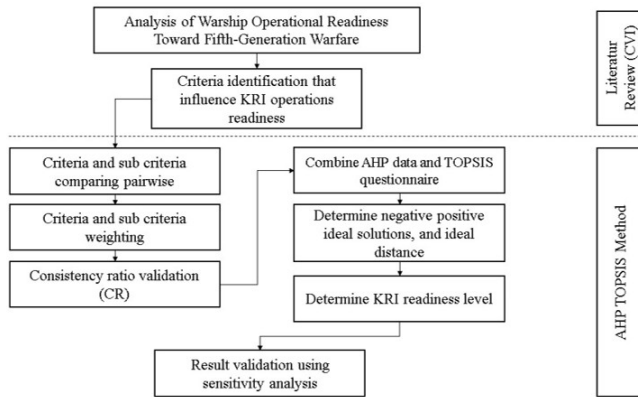 Analysis of Warship Operational Readiness
Toward Fifth-Generation Warfare
Criteria identification that
influence KRI operations
readiness
Literatur
Review (CVI)
Criteria and sub criteria
comparing pairwise
Criteria and sub criteria
weighting
Consistency ratio validation
(CR)
Combine AHP data and TOPSIS
questionnaire
Determine negative positive
ideal solutions, and ideal
distance
Determine KRI readiness level
Result validation using
sensitivity analysis
AHP TOPSIS Method